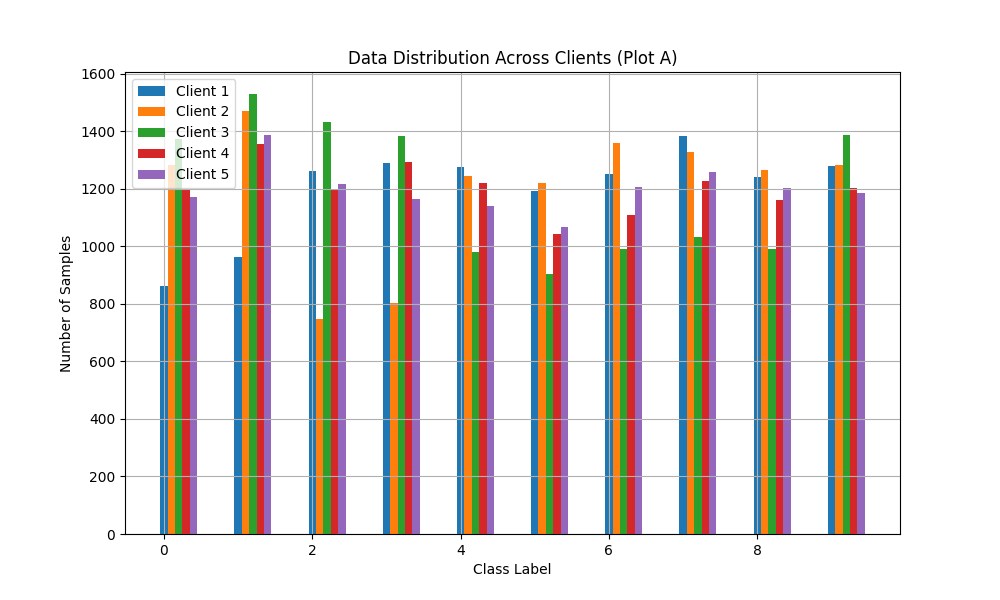 Data Distribution Across Clients (Plot A)
1600
1400
1200
1000
800
600
400
200
0
Number of Samples
Client 1
Client 2
Client 3
Client 4
Client 5
0 2 4 6 8
Class Label